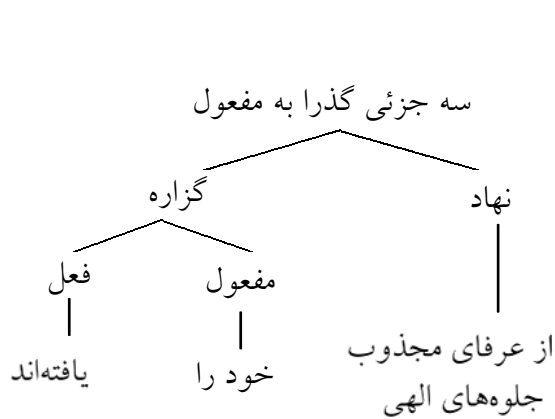 سه جزئی گذرا به مفعول
نهاد
گزاره
مفعول
فعل
از عرفای مجذوب
جلوه‌های الهی
خود را
یافته‌اند